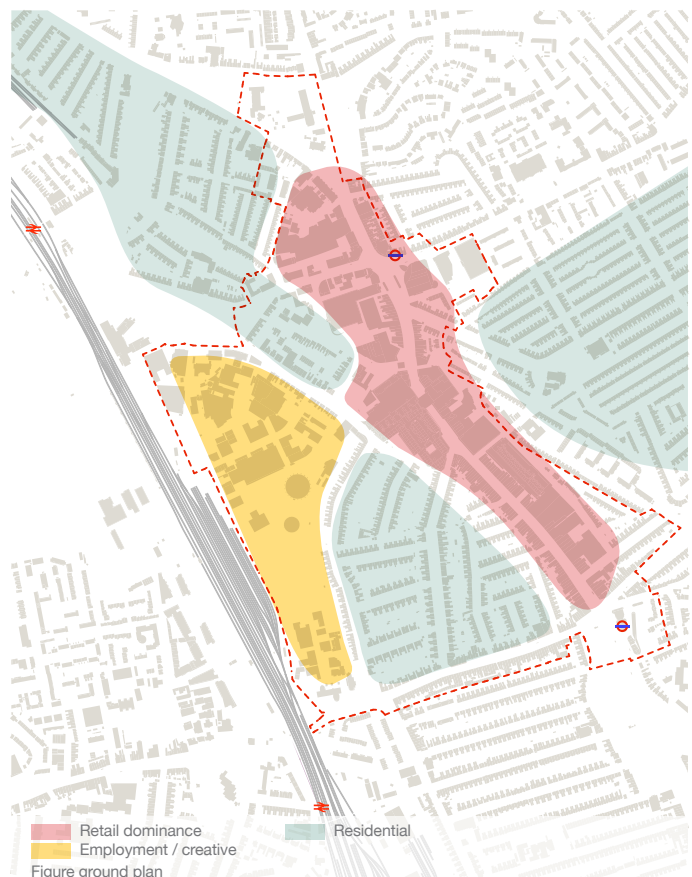 Retail dominance
Residential
Employment / creative
Figure ground plan